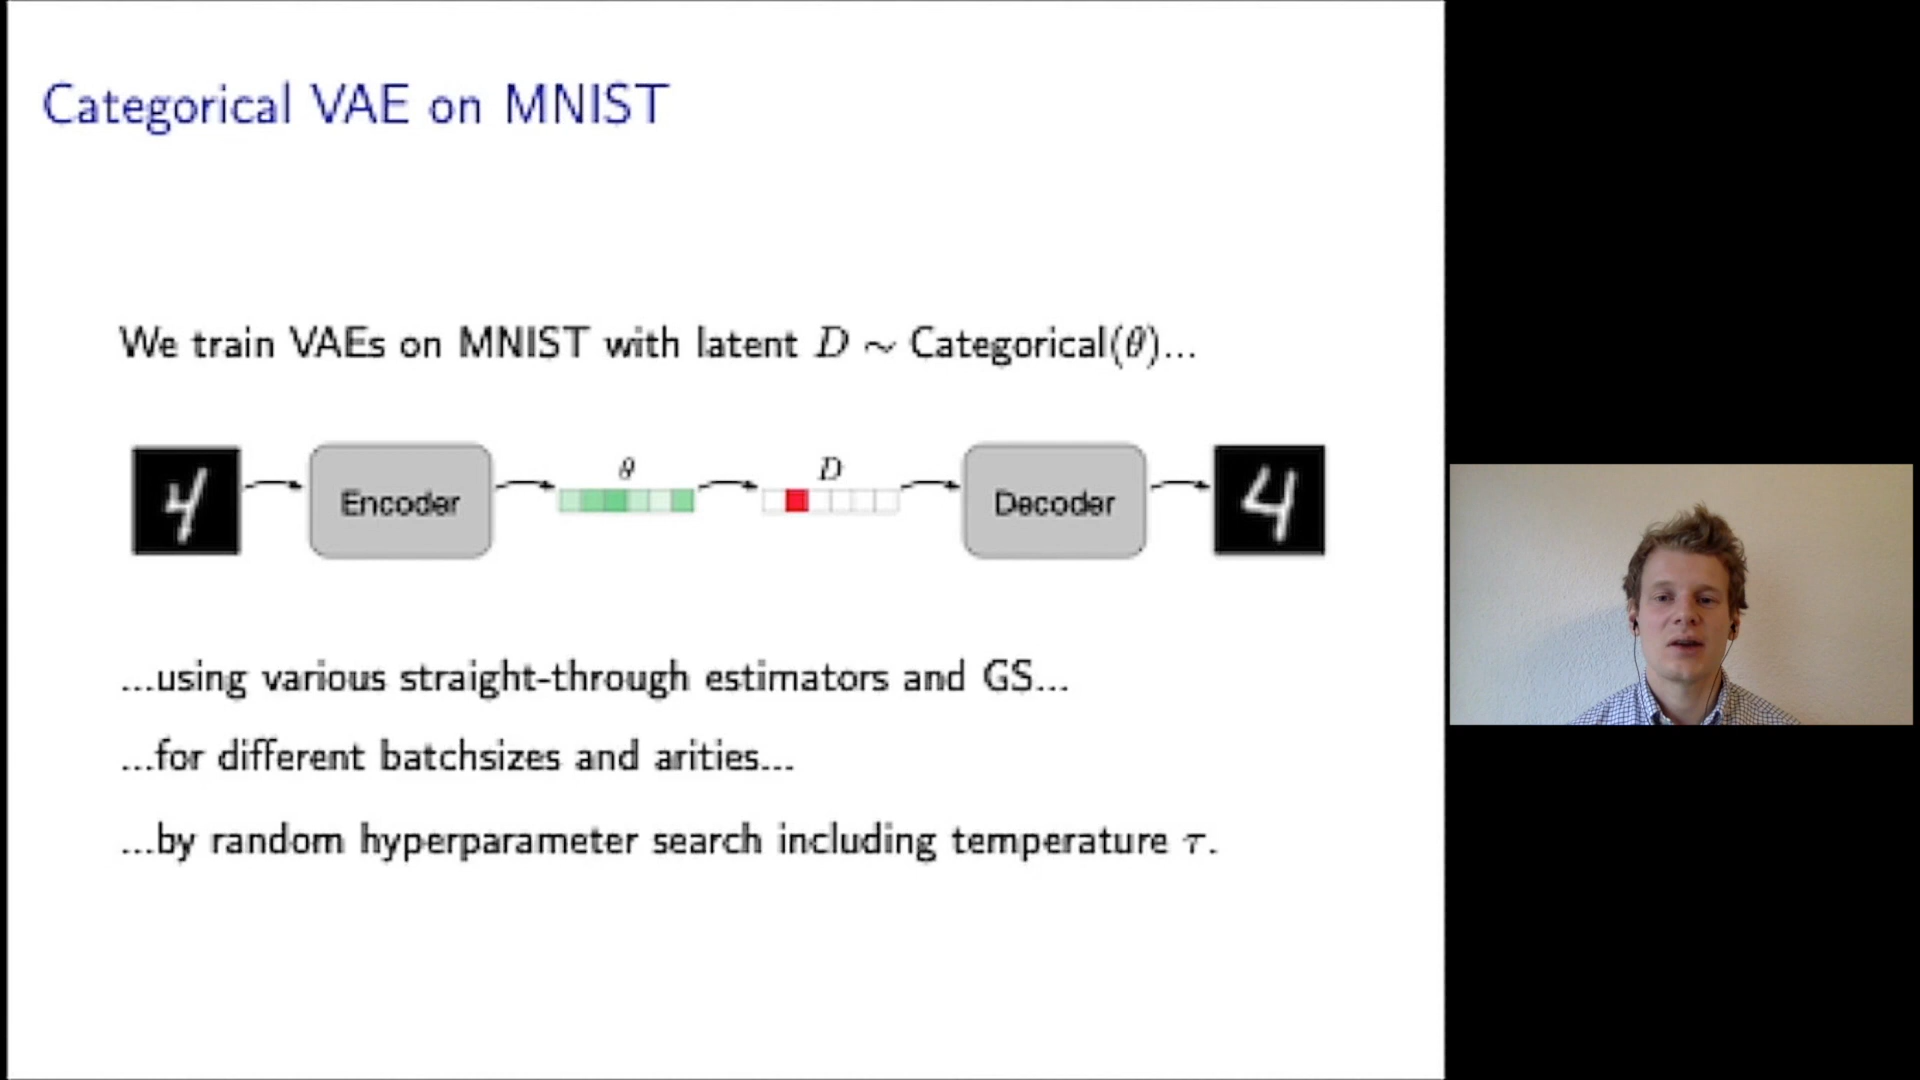 Categorical VAE on MNIST
We train VAEs on MNIST with latent D ~ Categorical(θ)...
Encoder
θ
D
Decoder
...using various straight-through estimators and GS...
...for different batchsizes and arities...
...by random hyperparameter search including temperature τ.